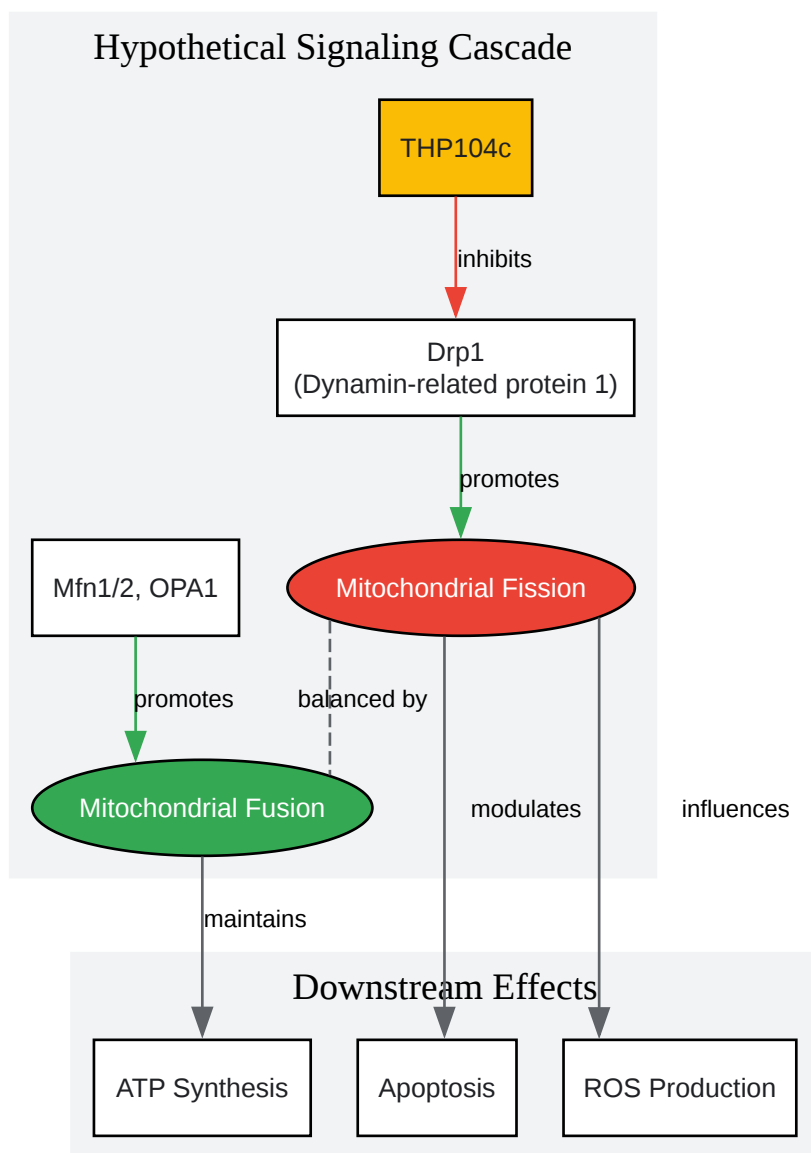 Hypothetical Signaling Cascade
THP104c
inhibits
Drp1
(Dynamin-related protein 1)
promotes
Mfn1/2, OPA1
Mitochondrial Fission
promotes
balanced by
Mitochondrial Fusion
modulates
influences
maintains
Downstream Effects
ATP Synthesis
Apoptosis
ROS Production